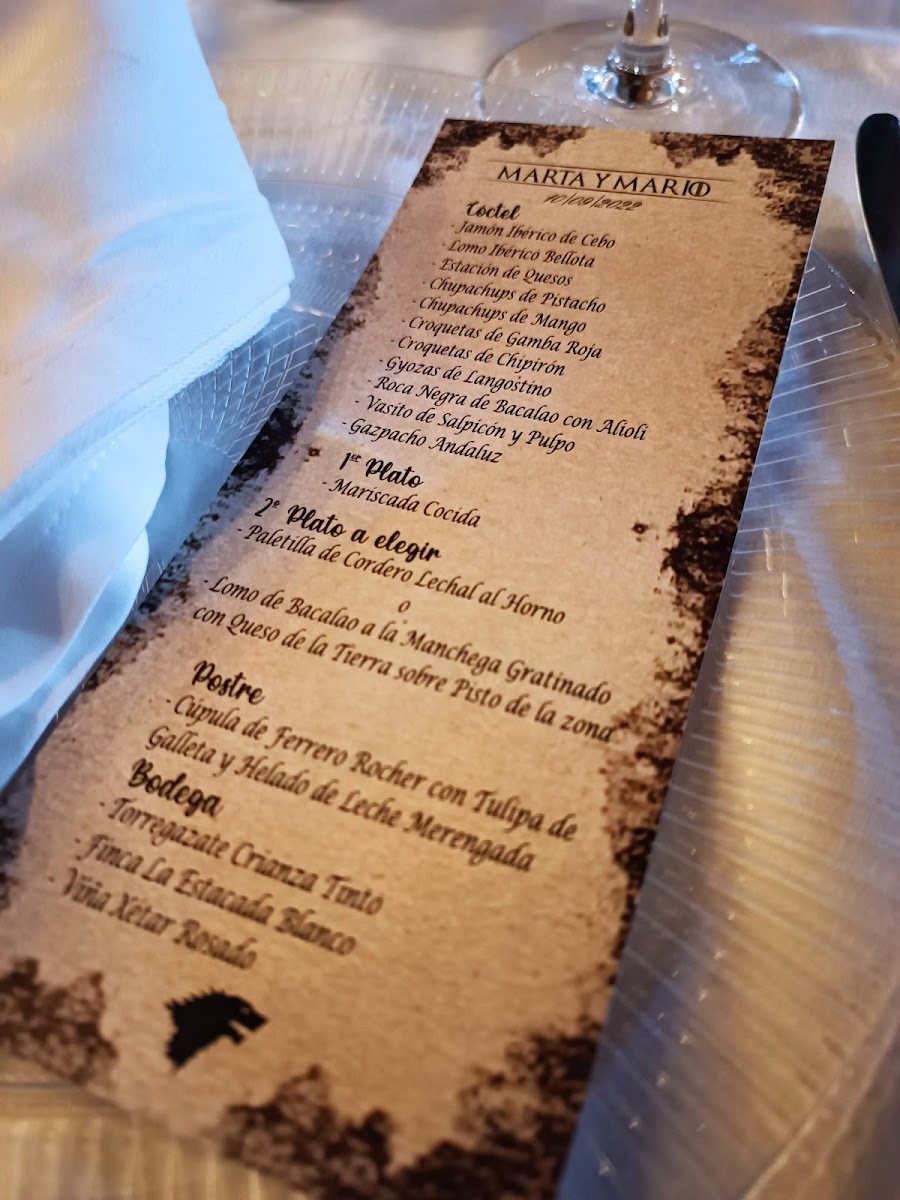 MARTA Y MARIO
10/09/2022
Coctel
- Jamón Ibérico de Cebo
- Lomo Ibérico Bellota
- Estación de Quesos
- Chupachups de Pistacho
- Chupachups de Mango
- Croquetas de Gamba Roja
- Croquetas de Chipirón
- Gyozas de Langostino
- Roca Negra de Bacalao con Alioli
- Vasito de Salpicón y Pulpo
- Gazpacho Andaluz
1er Plato
- Mariscada Cocida
2º Plato a elegir
- Paletilla de Cordero Lechal al Horno
o
- Lomo de Bacalao a la Manchega Gratinado
con Queso de la Tierra sobre Pisto de la zona
Postre
- Cúpula de Ferrero Rocher con Tulipa de
Galleta y Helado de Leche Merengada
Bodega
- Torregazate Crianza Tinto
- Finca La Estacada Blanco
- Viña Xétar Rosado